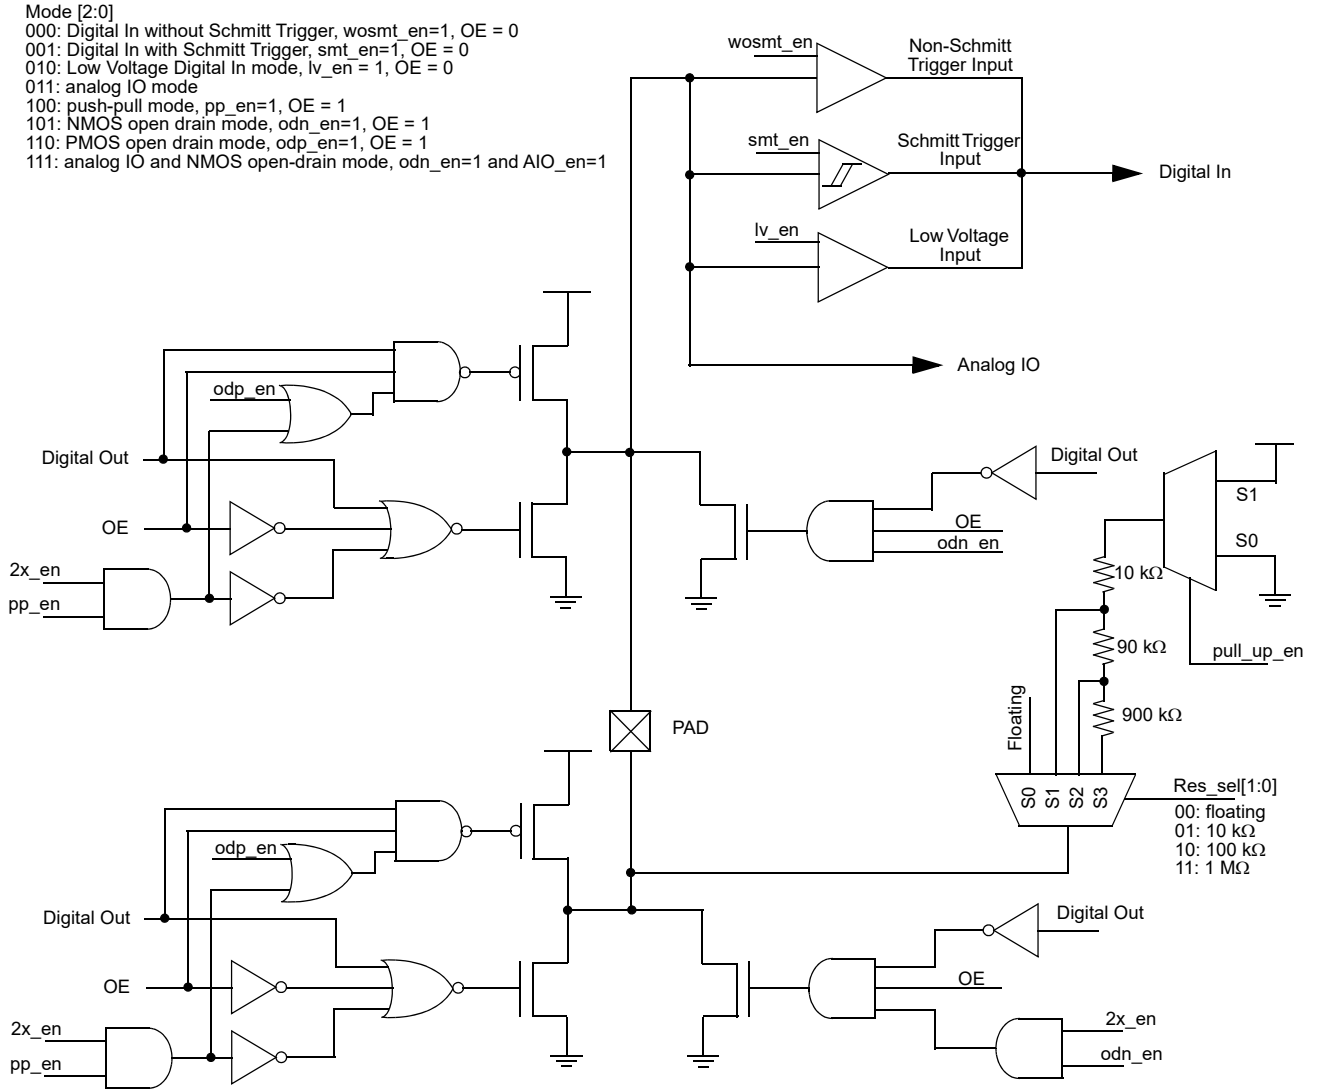 Mode [2:0]
000: Digital In without Schmitt Trigger, wosmt_en=1, OE = 0
001: Digital In with Schmitt Trigger, smt_en=1, OE = 0
010: Low Voltage Digital In mode, lv_en = 1, OE = 0
011: analog IO mode
100: push-pull mode, pp_en=1, OE = 1
101: NMOS open drain mode, odn_en=1, OE = 1
110: PMOS open drain mode, odp_en=1, OE = 1
111: analog IO and NMOS open-drain mode, odn_en=1 and AIO_en=1
wosmt_en
Non-Schmitt
Trigger Input
smt_en
Schmitt Trigger
Input
Digital In
lv_en
Low Voltage
Input
Analog IO
odp_en
Digital Out
OE
2x_en
pp_en
Digital Out
OE
odn_en
S1
S0
10 kΩ
90 kΩ
900 kΩ
pull_up_en
Floating
S0
S1
S2
S3
Res_sel[1:0]
00: floating
01: 10 kΩ
10: 100 kΩ
11: 1 MΩ
PAD
odp_en
Digital Out
OE
2x_en
pp_en
Digital Out
OE
2x_en
odn_en